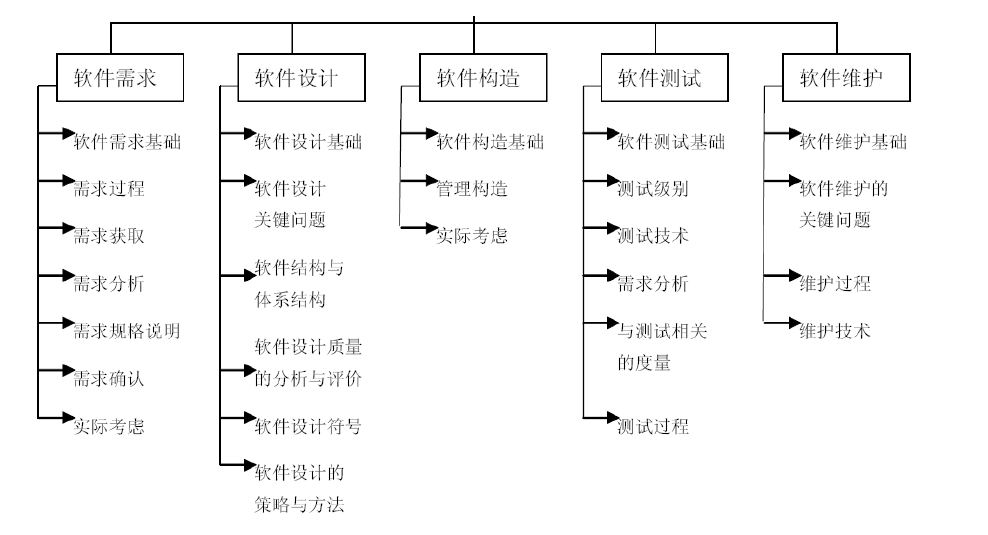 软件需求
软件需求基础
需求过程
需求获取
需求分析
需求规格说明
需求确认
实际考虑
软件设计
软件设计基础
软件设计
关键问题
软件结构与
体系结构
软件设计质量
的分析与评价
软件设计符号
软件设计的
策略与方法
软件构造
软件构造基础
管理构造
实际考虑
软件测试
软件测试基础
测试级别
测试技术
需求分析
与测试相关
的度量
测试过程
软件维护
软件维护基础
软件维护的
关键问题
维护过程
维护技术